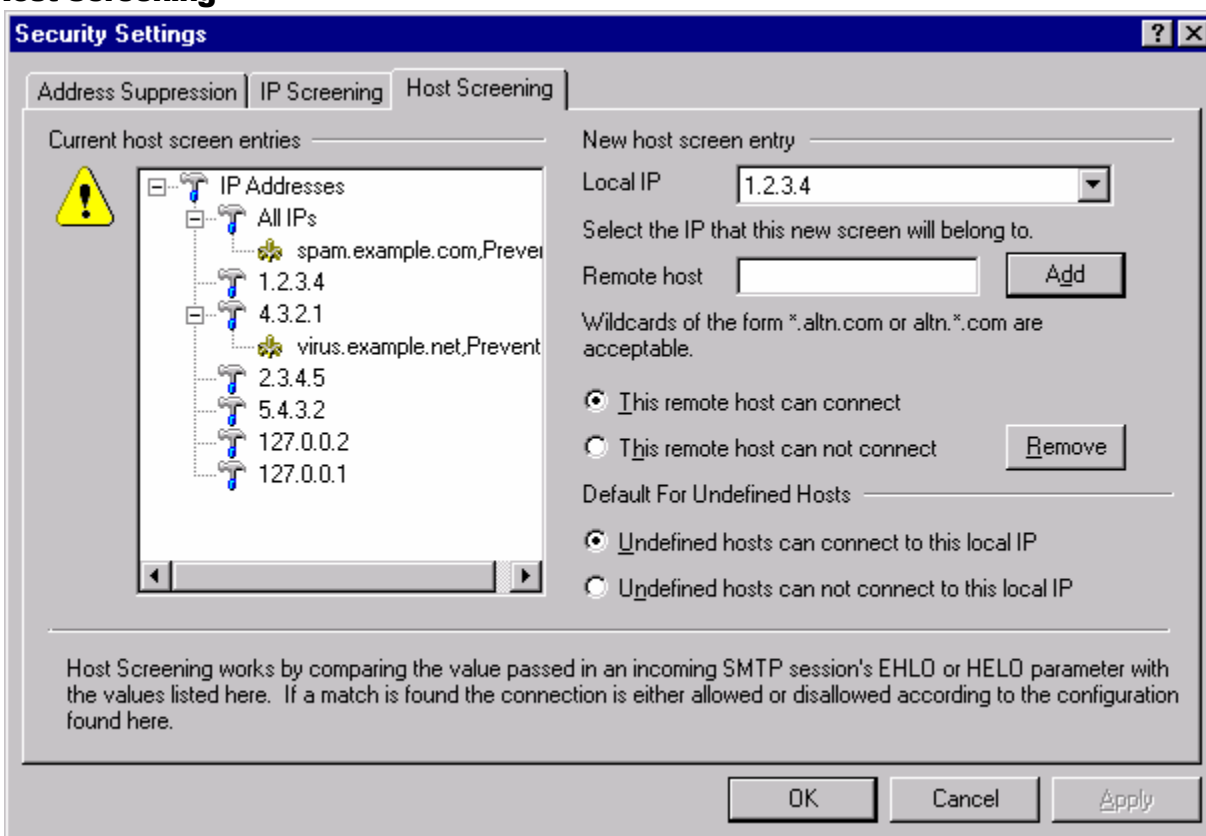 Host Screening
Security Settings
Address Suppression
IP Screening
Host Screening
Current host screen entries
IP Addresses
All IPs
spam.example.com,Preve
1.2.3.4
4.3.2.1
virus.example.net,Prevent
2.3.4.5
5.4.3.2
127.0.0.2
127.0.0.1
New host screen entry
Local IP
1.2.3.4
Select the IP that this new screen will belong to.
Remote host
Add
Wildcards of the form *.altn.com or altn.*.com are
acceptable.
This remote host can connect
This remote host can not connect
Remove
Default For Undefined Hosts
Undefined hosts can connect to this local IP
Undefined hosts can not connect to this local IP
Host Screening works by comparing the value passed in an incoming SMTP session's EHLO or HELO parameter with
the values listed here. If a match is found the connection is either allowed or disallowed according to the configuration
found here.
OK
Cancel
Apply